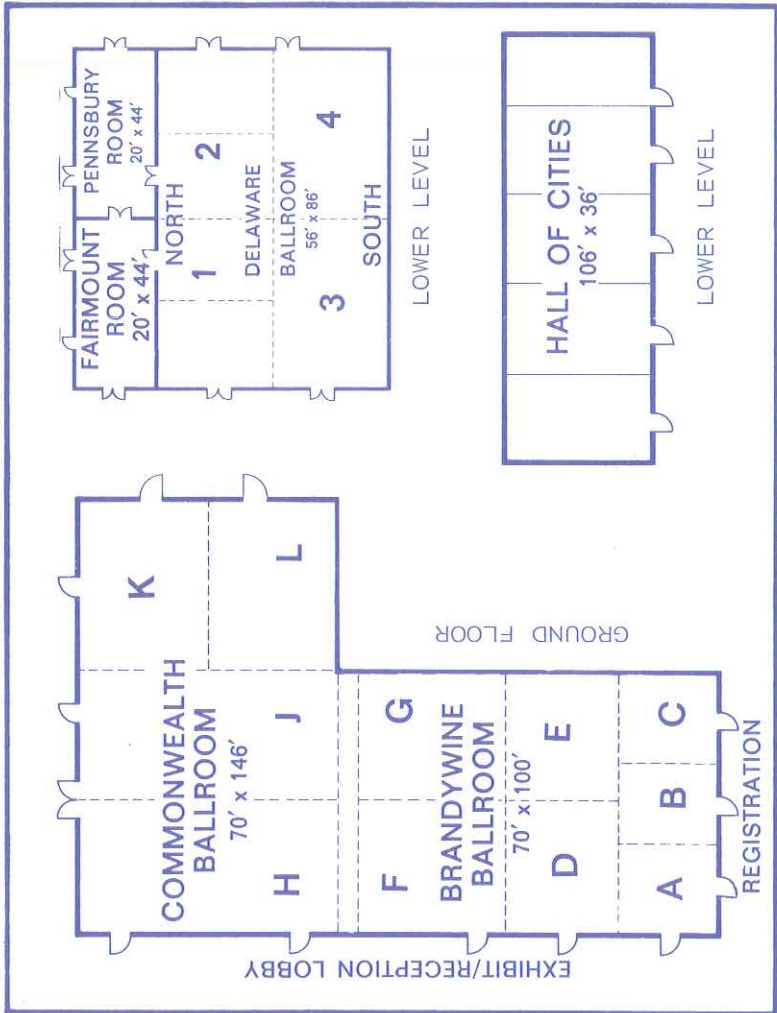 COMMONWEALTH
BALLROOM
70′ x 146′
H
J
K
L
BRANDYWINE
BALLROOM
70′ x 100′
F
G
D
E
A
B
C
REGISTRATION
EXHIBIT/RECEPTION LOBBY
GROUND FLOOR
FAIRMOUNT
ROOM
20′ x 44′
PENNSBURY
ROOM
20′ x 44′
NORTH
1
2
DELAWARE
BALLROOM
56′ x 86′
3
4
SOUTH
LOWER LEVEL
HALL OF CITIES
106′ x 36′
LOWER LEVEL